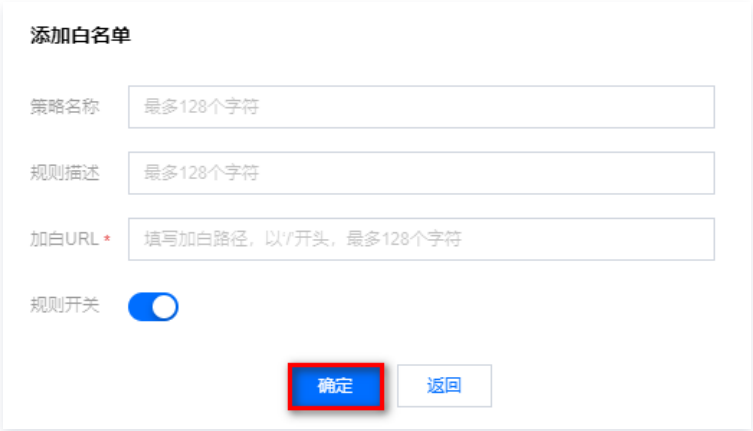 添加白名单
策略名称 最多128个字符
规则描述 最多128个字符
加白URL * 填写加白路径，以'/'开头，最多128个字符
规则开关
确定 返回